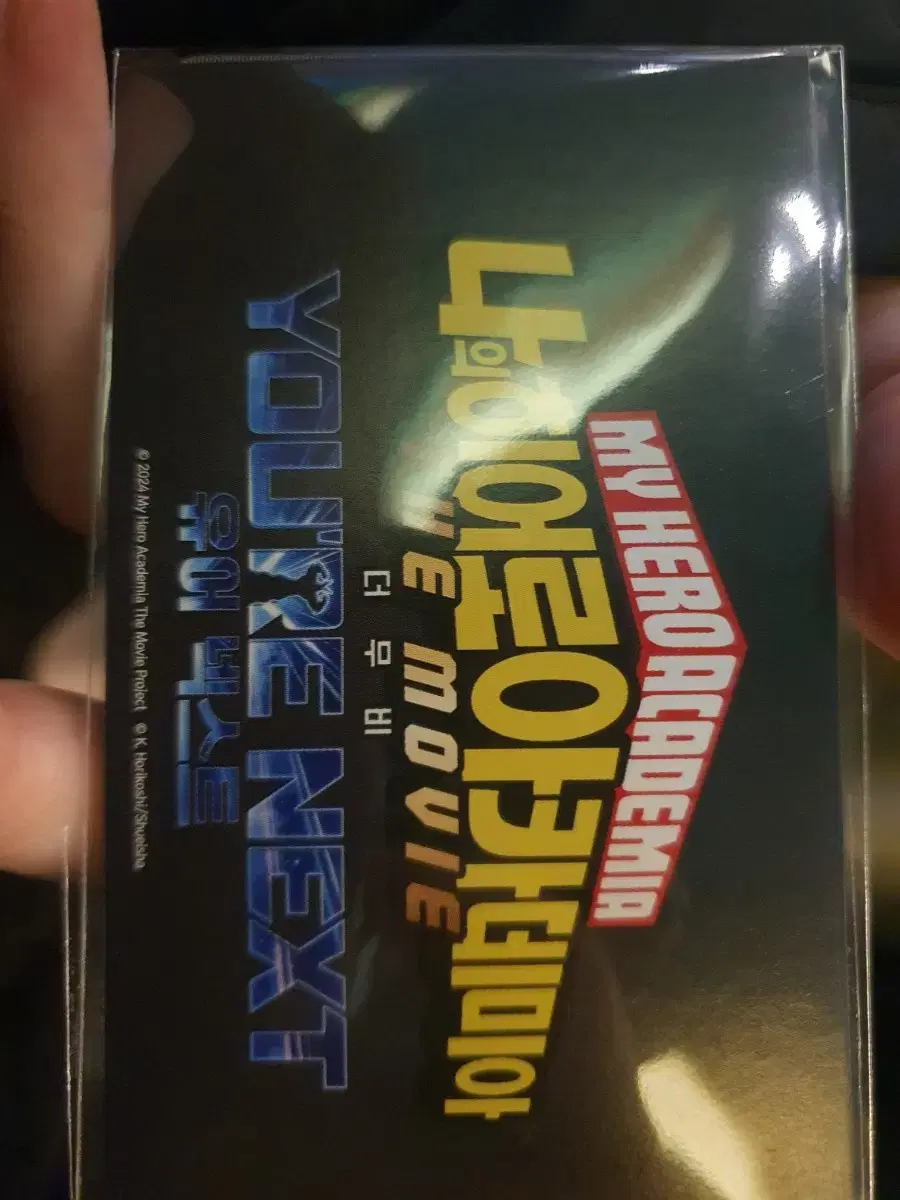 MY HERO ACADEMIA
나의 히어로 아카데미아
THE MOVIE
더 무 비
YOU'RE NEXT
유어 넥스트
© 2024 My Hero Academia The Movie Project © K. Horikoshi/Shueisha